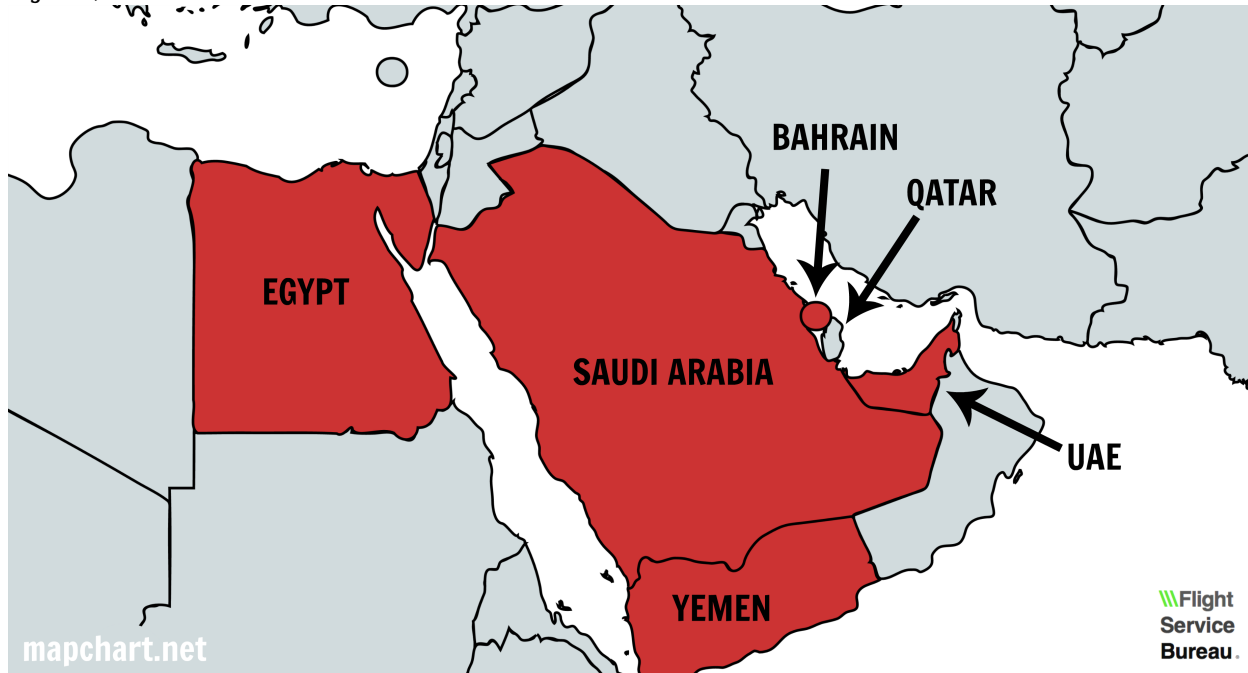 BAHRAIN
QATAR
EGYPT
SAUDI ARABIA
UAE
YEMEN
\\\Flight
Service
Bureau.
mapchart.net